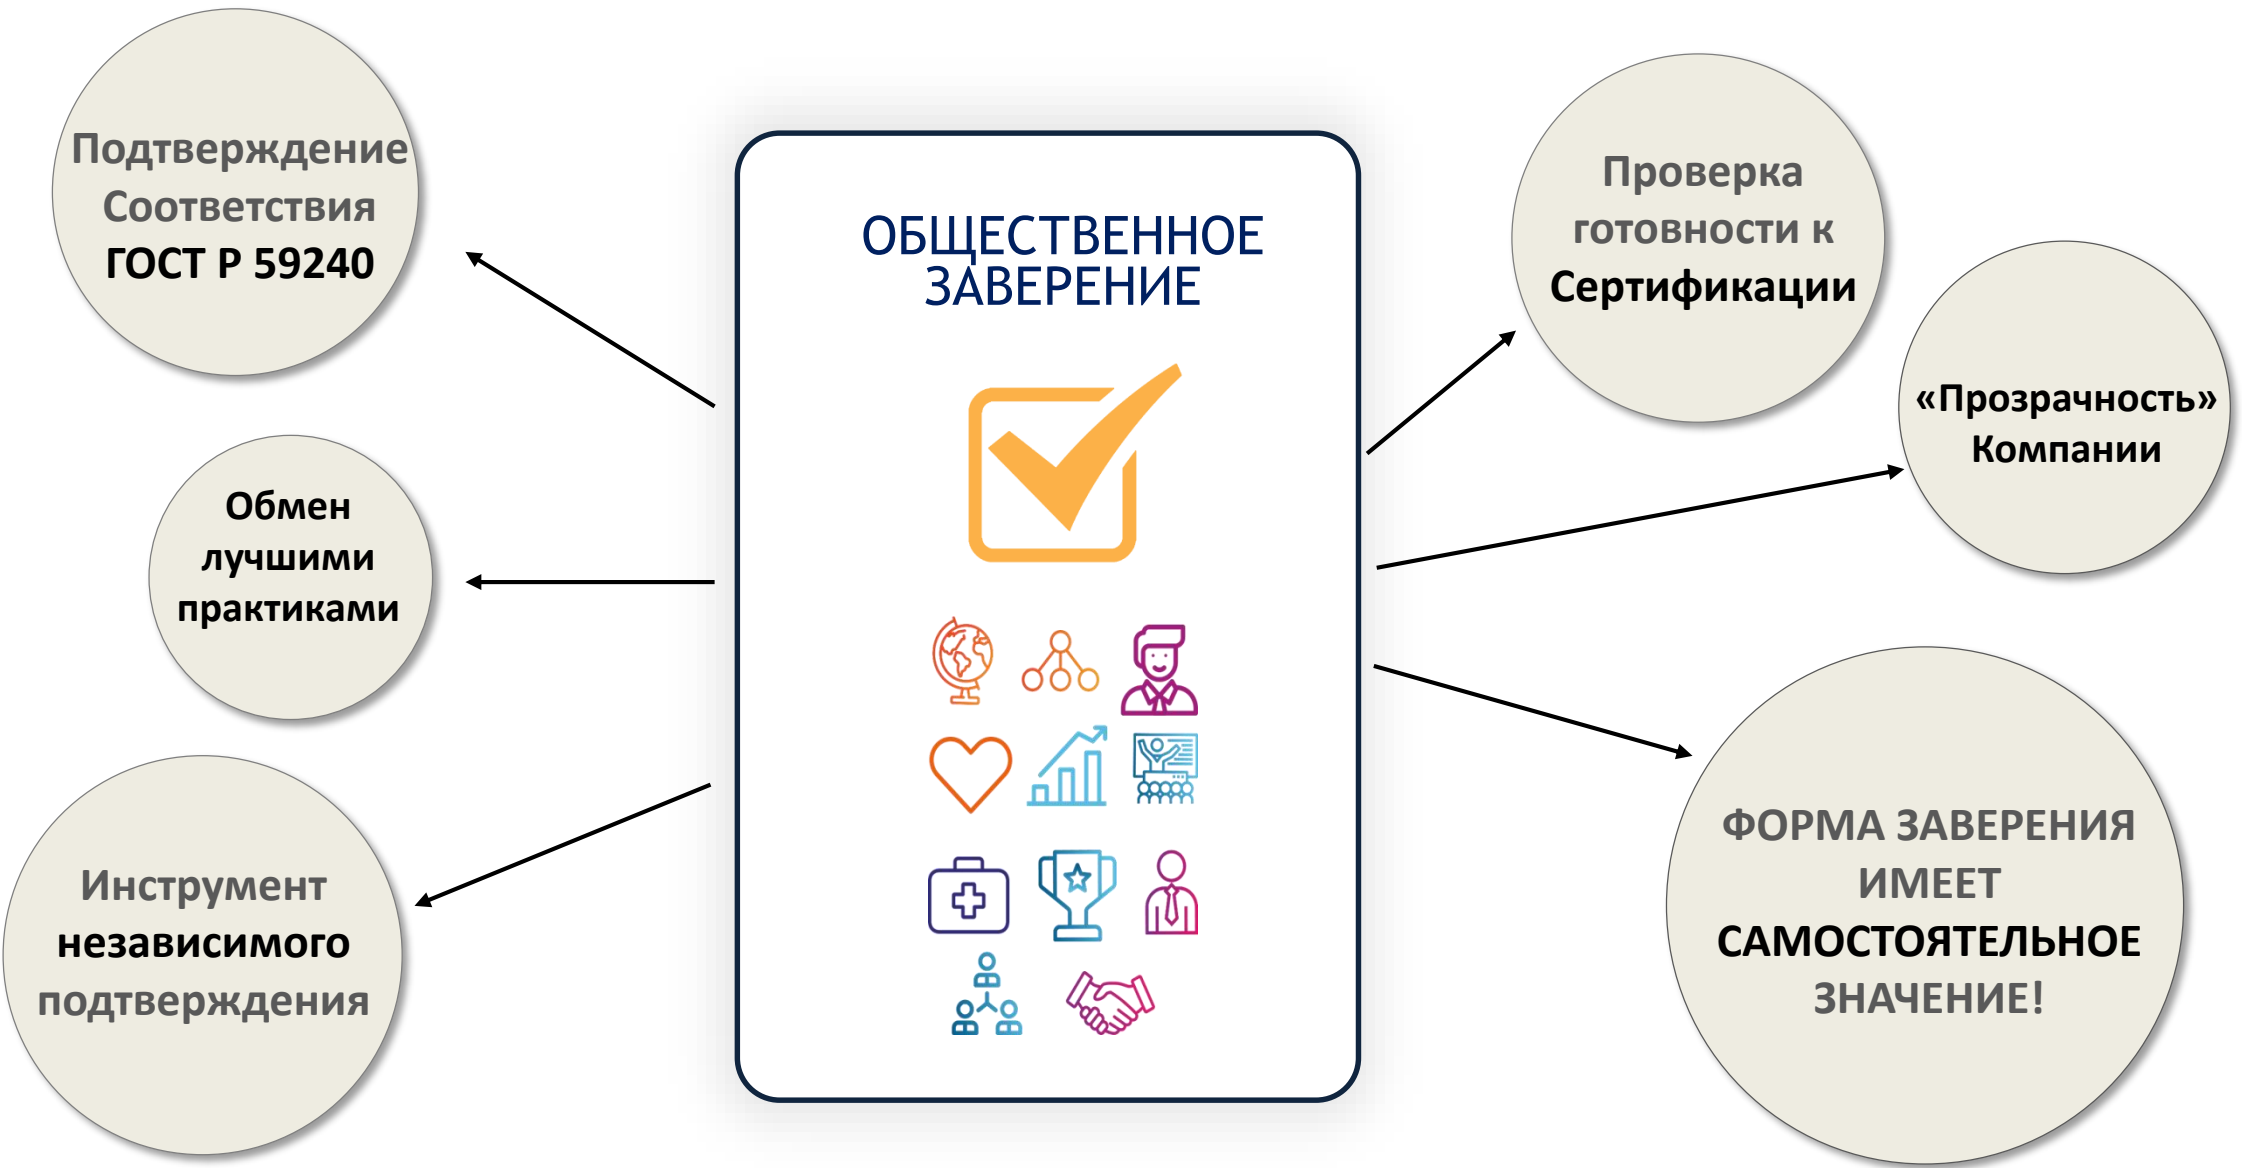 Подтверждение
Соответствия
ГОСТ Р 59240
Обмен
лучшими
практиками
Инструмент
независимого
подтверждения
ОБЩЕСТВЕННОЕ
ЗАВЕРЕНИЕ
Проверка
готовности к
Сертификации
«Прозрачность»
Компании
ФОРМА ЗАВЕРЕНИЯ
ИМЕЕТ
САМОСТОЯТЕЛЬНОЕ
ЗНАЧЕНИЕ!